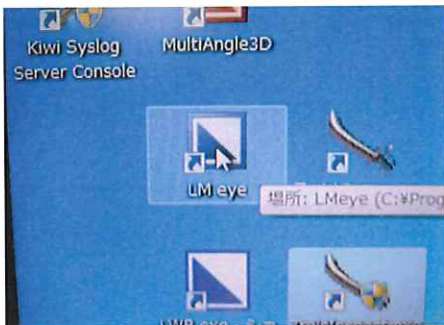 Kiwi Syslog
Server Console
MultiAngle3D
LM eye
場所: LMeye (C:¥Prog